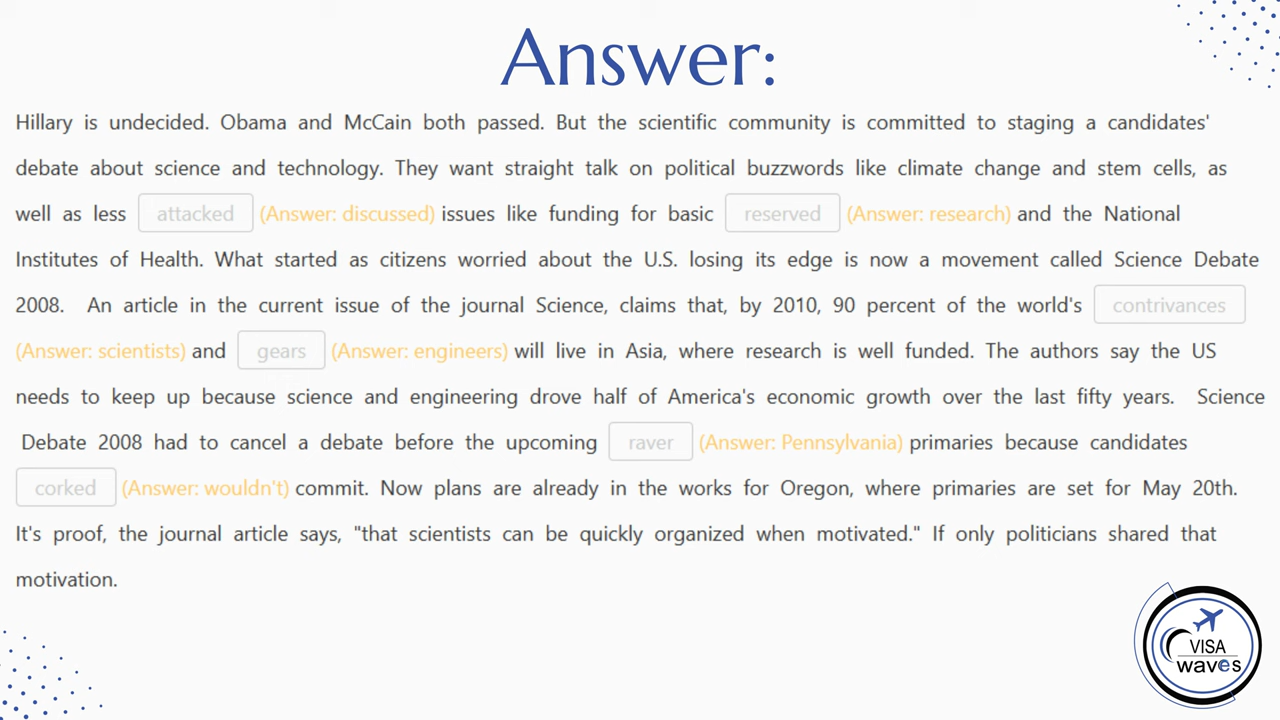 Answer:
Hillary is undecided. Obama and McCain both passed. But the scientific community is committed to staging a candidates'
debate about science and technology. They want straight talk on political buzzwords like climate change and stem cells, as
well as less attacked (Answer: discussed) issues like funding for basic reserved (Answer: research) and the National
Institutes of Health. What started as citizens worried about the U.S. losing its edge is now a movement called Science Debate
2008. An article in the current issue of the journal Science, claims that, by 2010, 90 percent of the world's contrivances
(Answer: scientists) and gears (Answer: engineers) will live in Asia, where research is well funded. The authors say the US
needs to keep up because science and engineering drove half of America's economic growth over the last fifty years. Science
Debate 2008 had to cancel a debate before the upcoming raver (Answer: Pennsylvania) primaries because candidates
corked (Answer: wouldn't) commit. Now plans are already in the works for Oregon, where primaries are set for May 20th.
It's proof, the journal article says, "that scientists can be quickly organized when motivated." If only politicians shared that
motivation.
VISA
waves